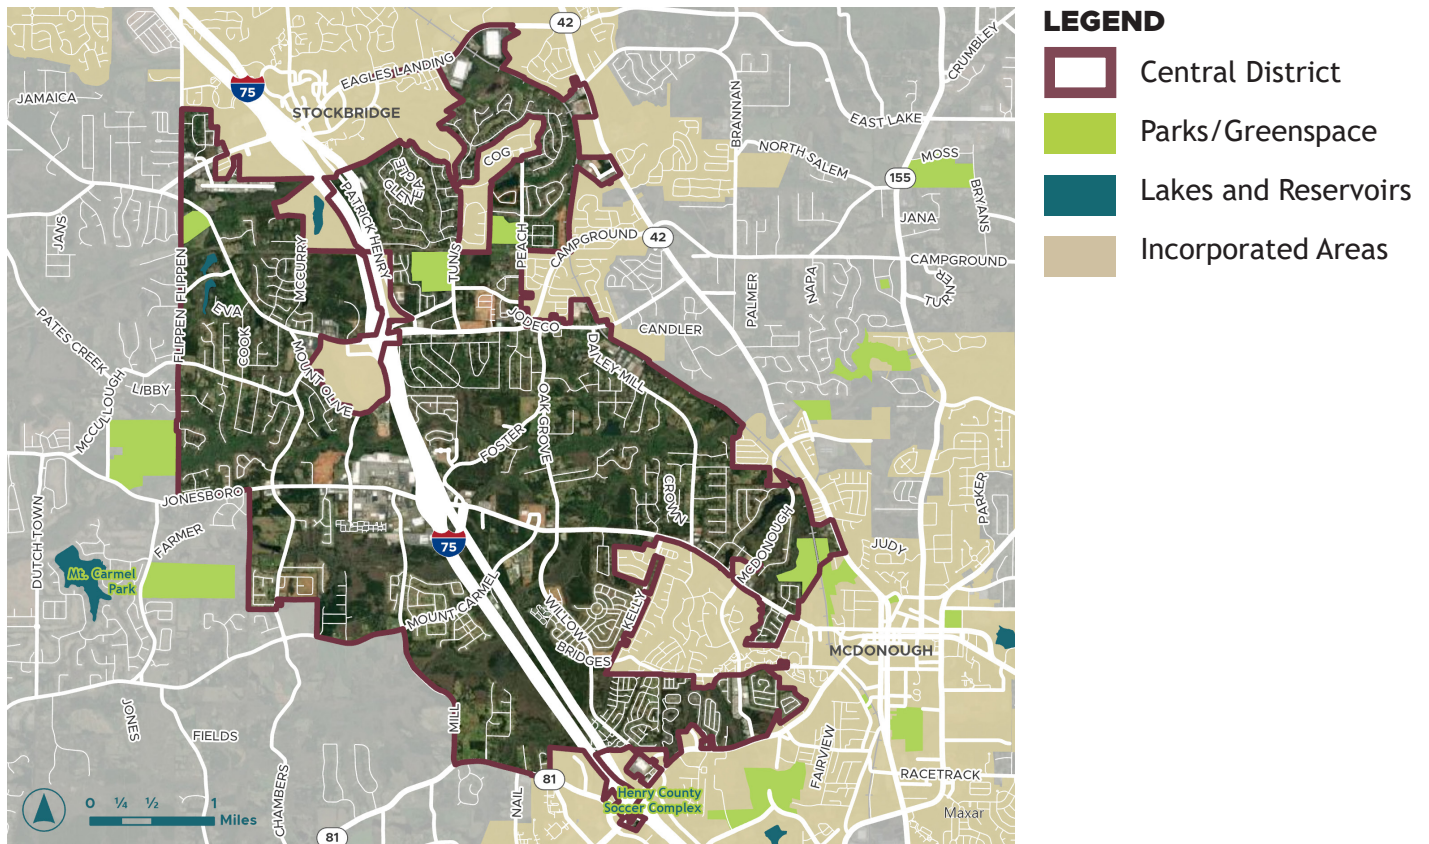 42
LEGEND
Central District
Parks/Greenspace
Lakes and Reservoirs
Incorporated Areas
CRUMBLEY
EAGLES LANDING
75
JAMAICA
STOCKBRIDGE
BRANNAN
EAST LAKE
NORTH SALEM
MOSS
155
BRYANS
COG
EAGLE
GLEN
PATRICK HENRY
JANS
JANA
MCCURRY
TUNIS
PEACH
CAMPGROUND
42
CAMPGROUND
FLIPPEN FLIPPEN
PALMER
NAPA
TURNER
EVA
JODECO
CANDLER
PATES CREEK
COOK
MOUNT OLIVE
DAILEY MILL
LIBBY
MCCULLOUGH
OAK GROVE
FOSTER
JONESBORO
CROWN
PARKER
DUTCH TOWN
FARMER
75
MCDONOUGH
JUDY
Mt. Carmel
Park
MOUNT CARMEL
WILLOW
KELLY
BRIDGES
MCDONOUGH
JONES
FIELDS
MILL
FAIRVIEW
CHAMBERS
81
NAIL
RACETRACK
Henry County
Soccer Complex
Maxar
0 ¼ ½ 1
Miles
81